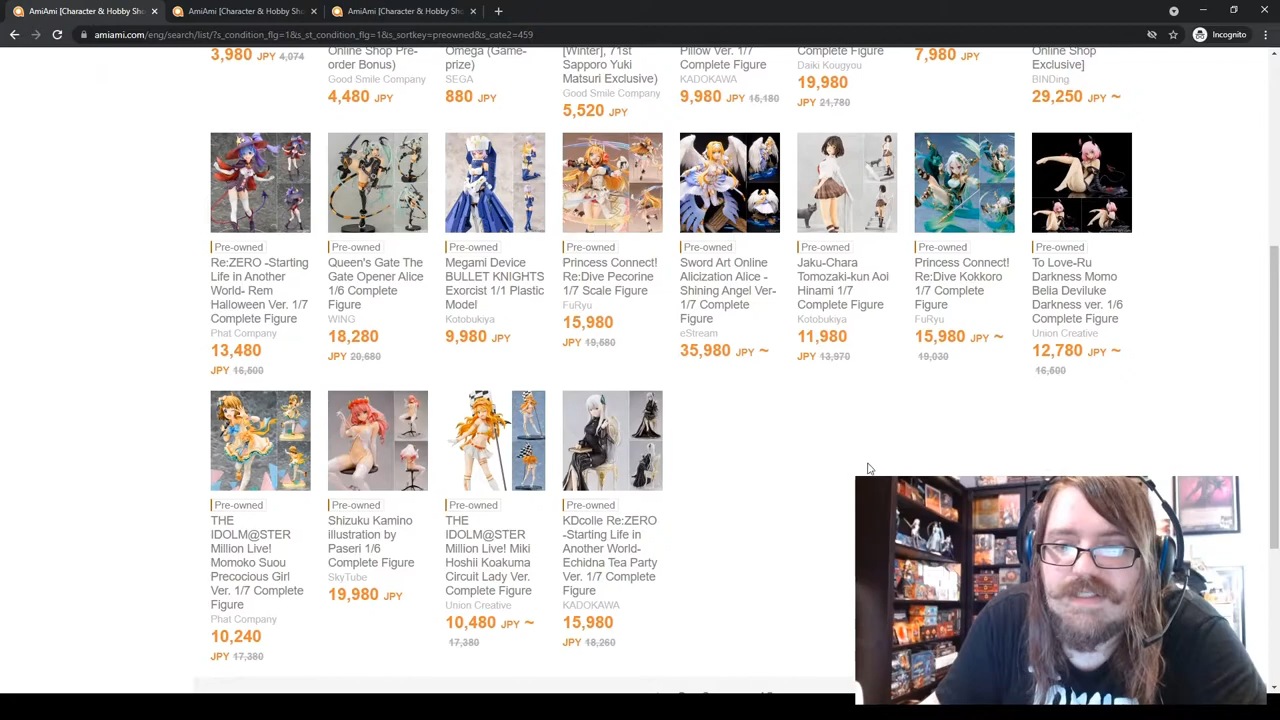 AmiAmi [Character & Hobby Sh
AmiAmi [Character & Hobby Sho
AmiAmi [Character & Hobby Sho
amiami.com/eng/search/list/?s_condition_flg=1&s_st_condition_flg=1&s_sortkey=preowned&s_cate2=459
Incognito
3,980 JPY 4,074
Online Shop Pre-
order Bonus)
Good Smile Company
4,480 JPY
Omega (Game-
prize)
SEGA
880 JPY
[Winter], 71st
Sapporo Yuki
Matsuri Exclusive)
Good Smile Company
5,520 JPY
Pillow Ver. 1/7
Complete Figure
KADOKAWA
9,980 JPY 15,180
Complete Figure
Daiki Kougyou
19,980
JPY 21,780
7,980 JPY
Online Shop
Exclusive]
BINDing
29,250 JPY ~
Pre-owned
Re:ZERO -Starting
Life in Another
World- Rem
Halloween Ver. 1/7
Complete Figure
Phat Company
13,480
JPY 16,500
Pre-owned
Queen's Gate The
Gate Opener Alice
1/6 Complete
Figure
WING
18,280
JPY 20,680
Pre-owned
Megami Device
BULLET KNIGHTS
Exorcist 1/1 Plastic
Model
Kotobukiya
9,980 JPY
Pre-owned
Princess Connect!
Re:Dive Pecorine
1/7 Scale Figure
FuRyu
15,980
JPY 19,580
Pre-owned
Sword Art Online
Alicization Alice -
Shining Angel Ver-
1/7 Complete
Figure
eStream
35,980 JPY ~
Pre-owned
Jaku-Chara
Tomozaki-kun Aoi
Hinami 1/7
Complete Figure
Kotobukiya
11,980
JPY 13,970
Pre-owned
Princess Connect!
Re:Dive Kokkoro
1/7 Complete
Figure
FuRyu
15,980 JPY ~
19,030
Pre-owned
To Love-Ru
Darkness Momo
Belia Deviluke
Darkness ver. 1/6
Complete Figure
Union Creative
12,780 JPY ~
16,500
Pre-owned
THE
IDOLM@STER
Million Live!
Momoko Suou
Precocious Girl
Ver. 1/7 Complete
Figure
Phat Company
10,240
JPY 17,380
Pre-owned
Shizuku Kamino
illustration by
Paseri 1/6
Complete Figure
SkyTube
19,980 JPY
Pre-owned
THE
IDOLM@STER
Million Live! Miki
Hoshii Koakuma
Circuit Lady Ver.
Complete Figure
Union Creative
10,480 JPY ~
17,380
Pre-owned
KDcolle Re:ZERO
-Starting Life in
Another World-
Echidna Tea Party
Ver. 1/7 Complete
Figure
KADOKAWA
15,980
JPY 18,260